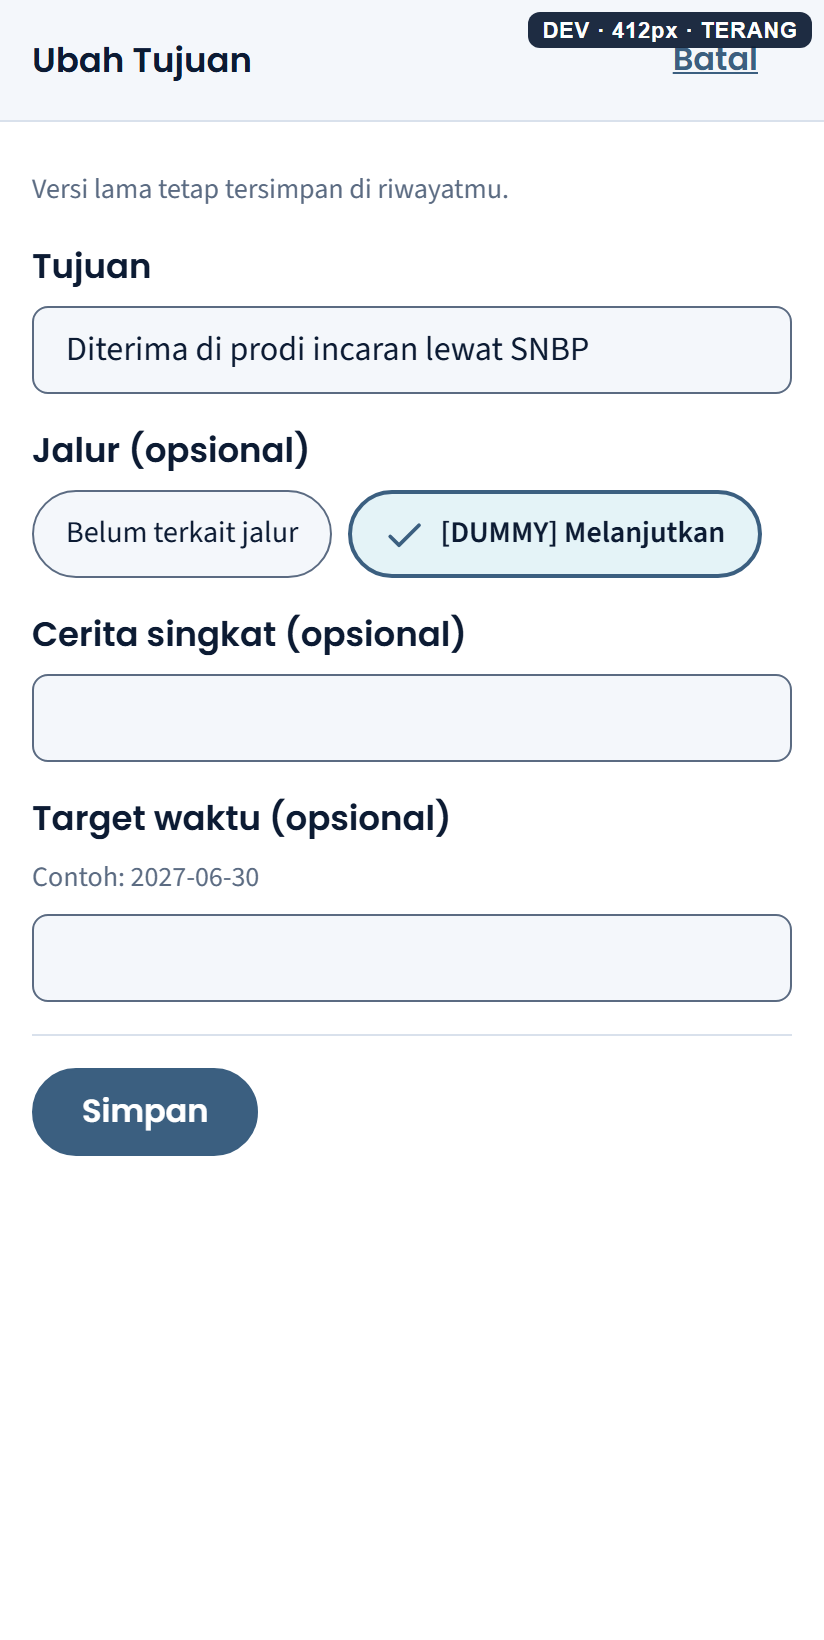 DEV · 412px · TERANG
Ubah Tujuan
Batal
Versi lama tetap tersimpan di riwayatmu.
Tujuan
Diterima di prodi incaran lewat SNBP
Jalur (opsional)
Belum terkait jalur
[DUMMY] Melanjutkan
Cerita singkat (opsional)
Target waktu (opsional)
Contoh: 2027-06-30
Simpan